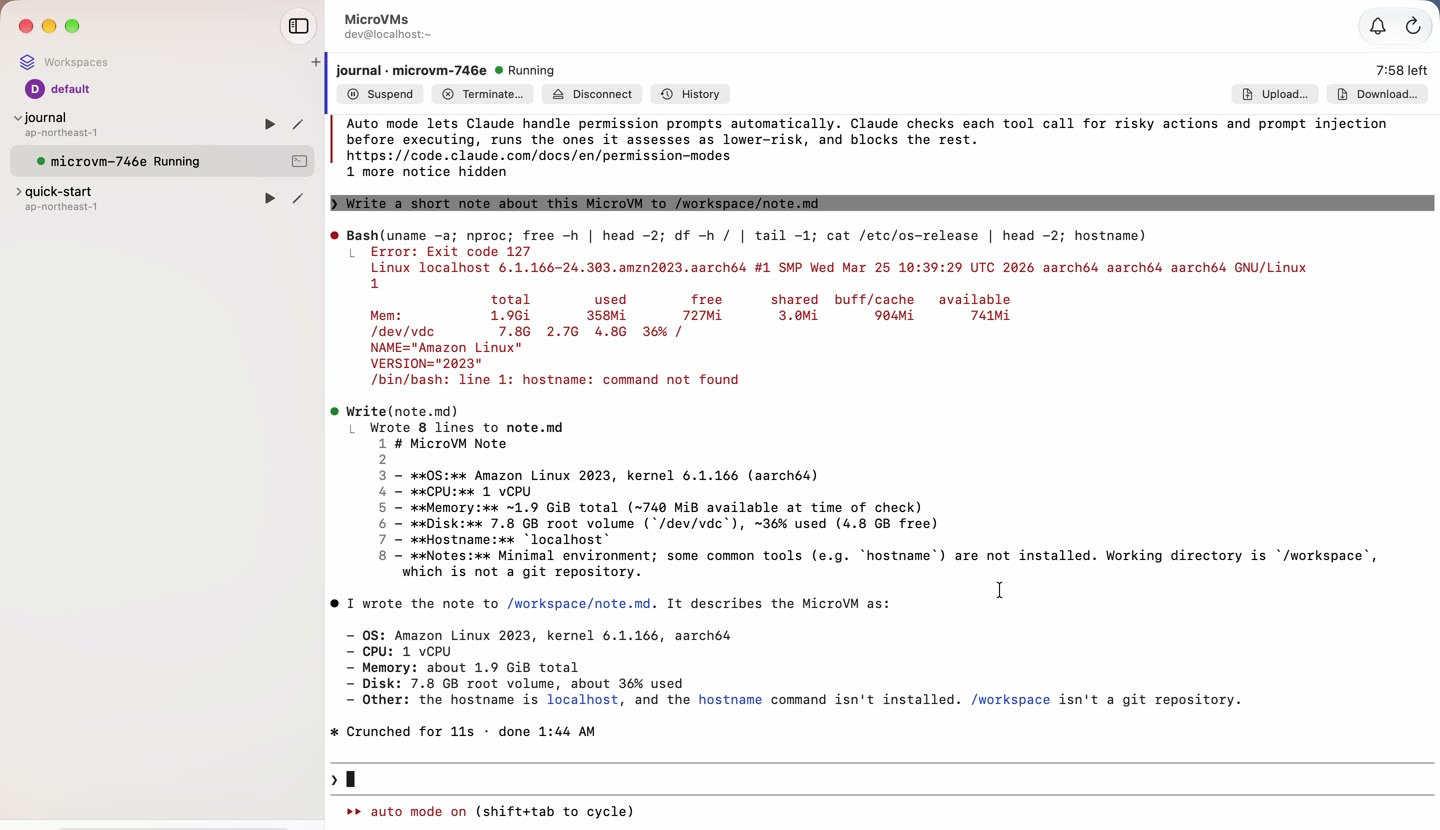 MicroVMs
dev@localhost:~
Workspaces
+
D default
journal
ap-northeast-1
microvm-746e Running
quick-start
ap-northeast-1
journal · microvm-746e ● Running
7:58 left
Suspend
Terminate...
Disconnect
History
Upload...
Download...
Auto mode lets Claude handle permission prompts automatically. Claude checks each tool call for risky actions and prompt injection
before executing, runs the ones it assesses as lower-risk, and blocks the rest.
https://code.claude.com/docs/en/permission-modes
1 more notice hidden
❯ Write a short note about this MicroVM to /workspace/note.md
● Bash(uname -a; nproc; free -h | head -2; df -h / | tail -1; cat /etc/os-release | head -2; hostname)
└ Error: Exit code 127
Linux localhost 6.1.166-24.303.amzn2023.aarch64 #1 SMP Wed Mar 25 10:39:29 UTC 2026 aarch64 aarch64 aarch64 GNU/Linux
1
total used free shared buff/cache available
Mem: 1.9Gi 358Mi 727Mi 3.0Mi 904Mi 741Mi
/dev/vdc 7.8G 2.7G 4.8G 36% /
NAME="Amazon Linux"
VERSION="2023"
/bin/bash: line 1: hostname: command not found
● Write(note.md)
└ Wrote 8 lines to note.md
1 # MicroVM Note
2
3 - **OS:** Amazon Linux 2023, kernel 6.1.166 (aarch64)
4 - **CPU:** 1 vCPU
5 - **Memory:** ~1.9 GiB total (~740 MiB available at time of check)
6 - **Disk:** 7.8 GB root volume (`/dev/vdc`), ~36% used (4.8 GB free)
7 - **Hostname:** `localhost`
8 - **Notes:** Minimal environment; some common tools (e.g. `hostname`) are not installed. Working directory is `/workspace`,
which is not a git repository.
● I wrote the note to /workspace/note.md. It describes the MicroVM as:
- OS: Amazon Linux 2023, kernel 6.1.166, aarch64
- CPU: 1 vCPU
- Memory: about 1.9 GiB total
- Disk: 7.8 GB root volume, about 36% used
- Other: the hostname is localhost, and the hostname command isn't installed. /workspace isn't a git repository.
✻ Crunched for 11s · done 1:44 AM
❯
⏵⏵ auto mode on (shift+tab to cycle)